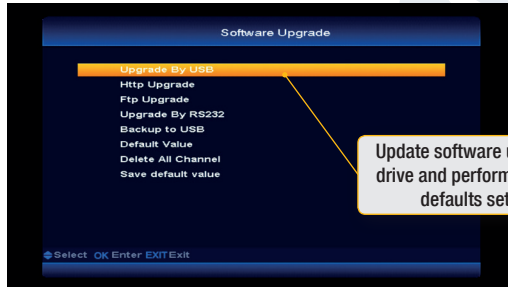 Software Upgrade
Upgrade By USB
Http Upgrade
Ftp Upgrade
Upgrade By RS232
Backup to USB
Default Value
Delete All Channel
Save default value
Update software
drive and perform
defaults
Select OK Enter EXIT Exit